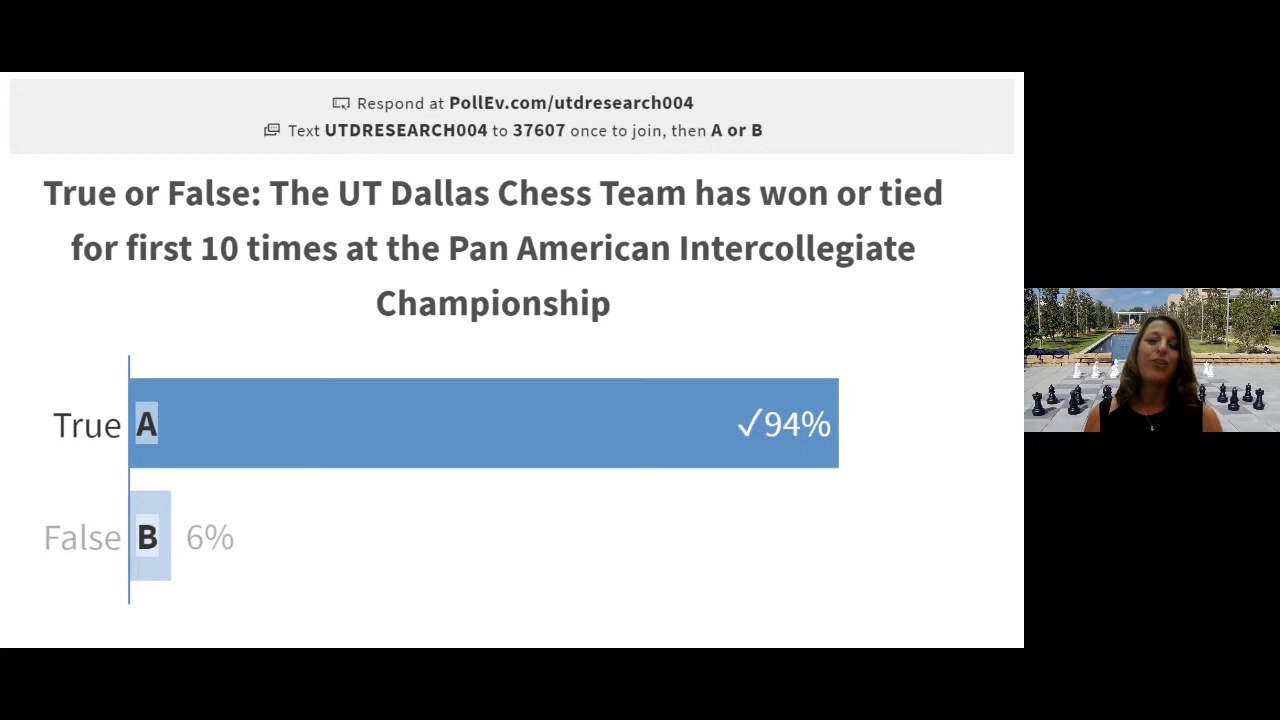 Respond at PollEv.com/utdresearch004
Text UTDRESEARCH004 to 37607 once to join, then A or B
True or False: The UT Dallas Chess Team has won or tied
for first 10 times at the Pan American Intercollegiate
Championship
True A ✓94%
False B 6%